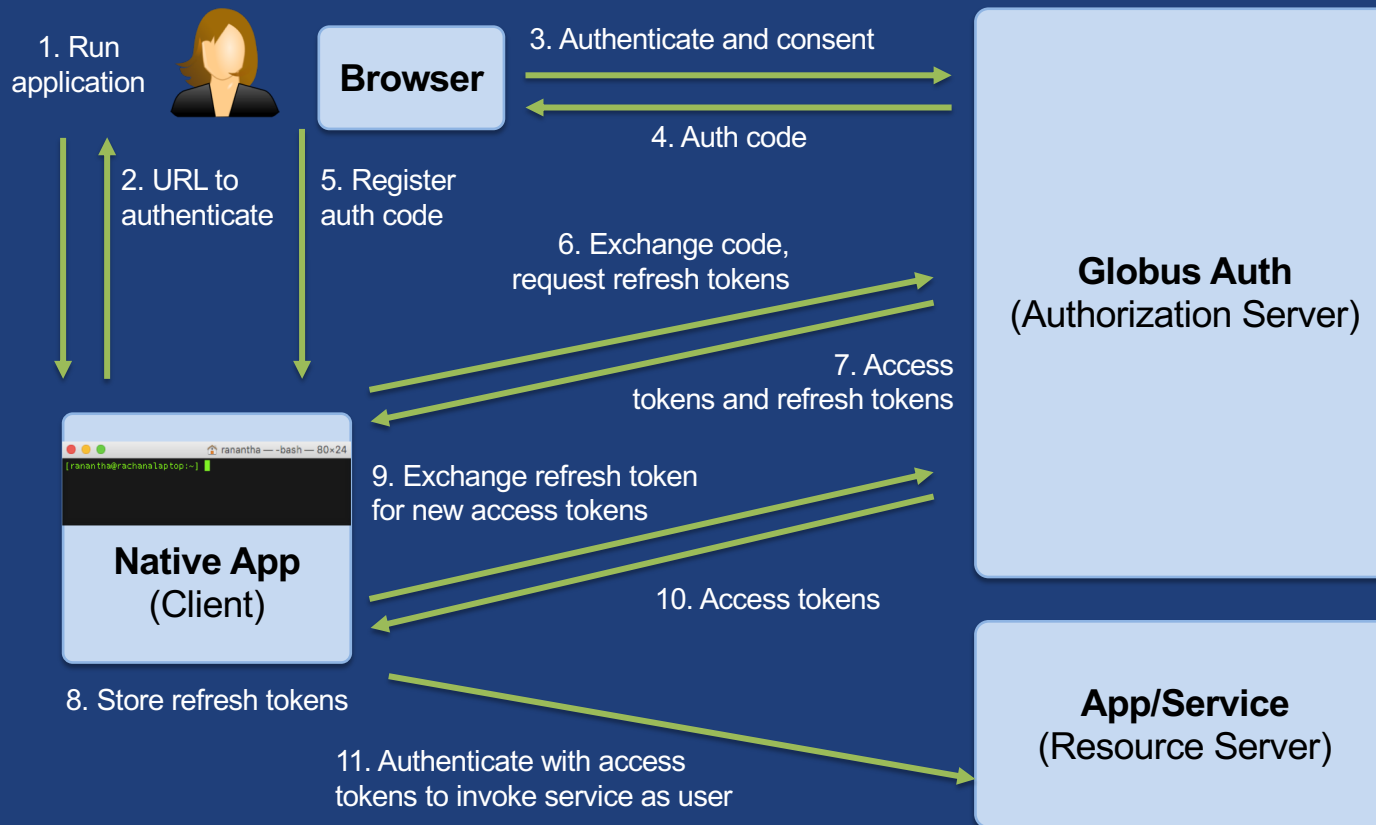 1. Run
application
Browser
3. Authenticate and consent
4. Auth code
2. URL to
authenticate
5. Register
auth code
6. Exchange code,
request refresh tokens
Globus Auth
(Authorization Server)
7. Access
tokens and refresh tokens
ranantha — -bash — 80×24
[ranantha@rachanalaptop:~]
9. Exchange refresh token
for new access tokens
Native App
(Client)
10. Access tokens
8. Store refresh tokens
App/Service
(Resource Server)
11. Authenticate with access
tokens to invoke service as user